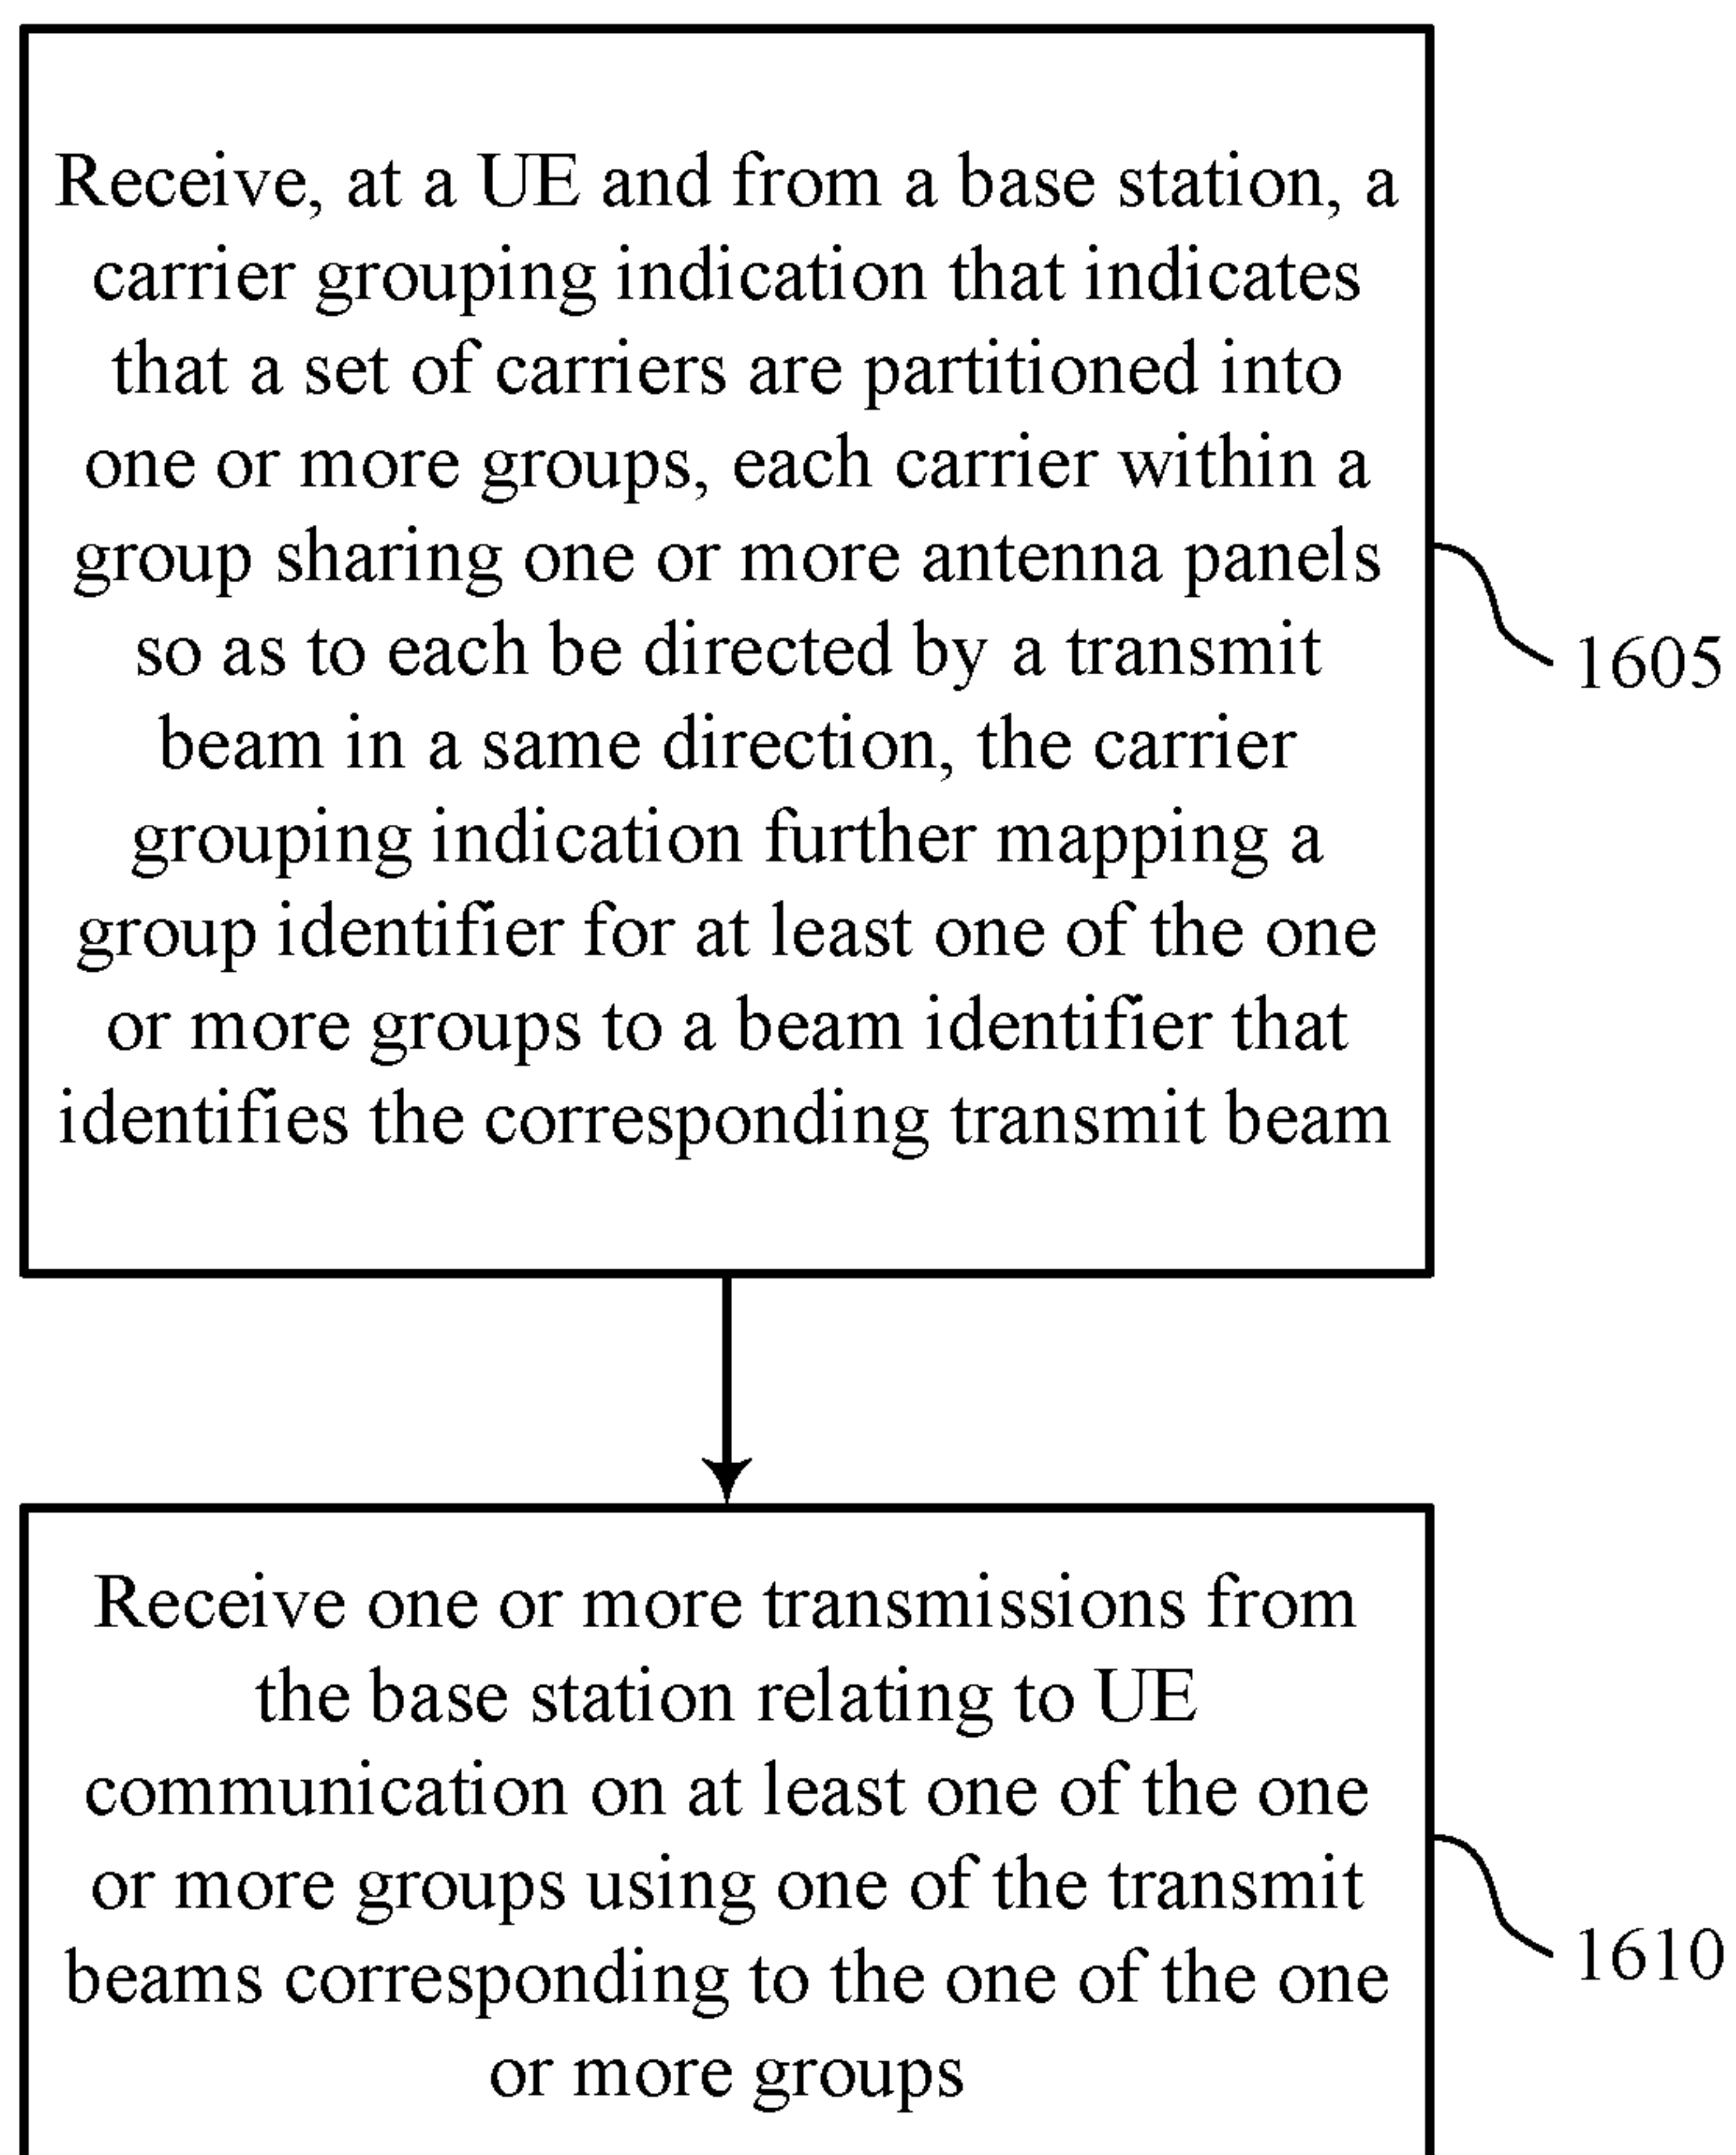 Receive, at a UE and from a base station, a
carrier grouping indication that indicates
that a set of carriers are partitioned into
one or more groups, each carrier within a
group sharing one or more antenna panels
so as to each be directed by a transmit
beam in a same direction, the carrier
grouping indication further mapping a
group identifier for at least one of the one
or more groups to a beam identifier that
identifies the corresponding transmit beam
1605
Receive one or more transmissions from
the base station relating to UE
communication on at least one of the one
or more groups using one of the transmit
beams corresponding to the one of the one
or more groups
1610